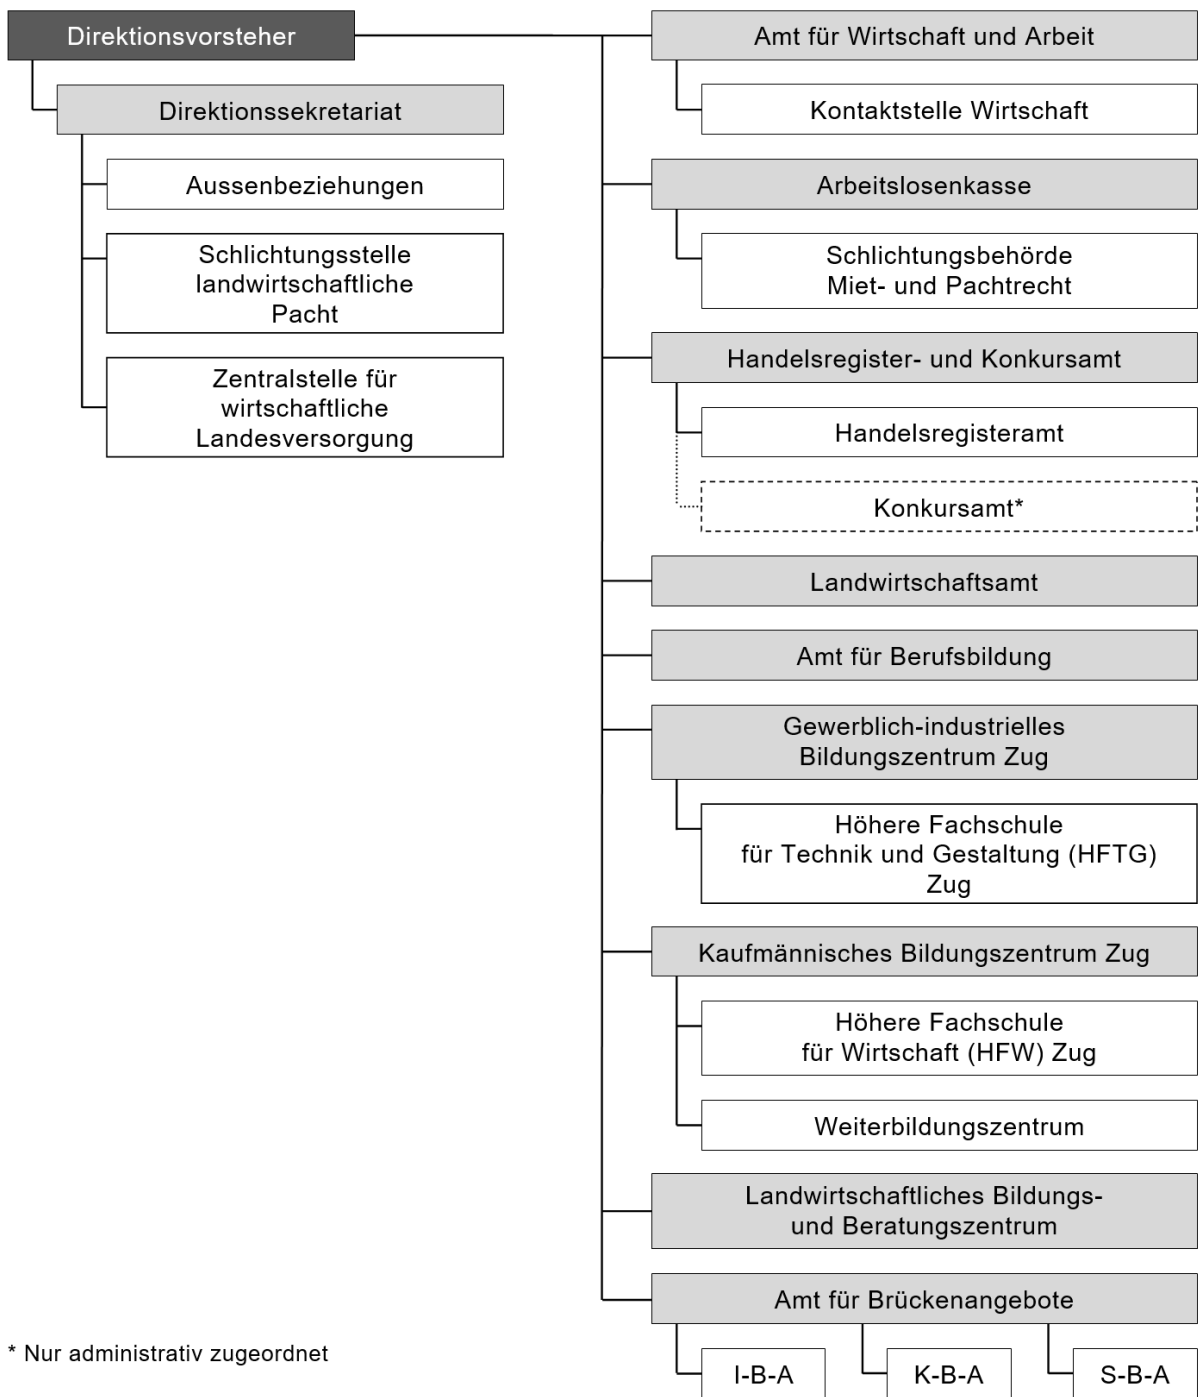 Direktionsvorsteher
Direktionssekretariat
Aussenbeziehungen
Schlichtungsstelle
landwirtschaftliche
Pacht
Zentralstelle für
wirtschaftliche
Landesversorgung
Amt für Wirtschaft und Arbeit
Kontaktstelle Wirtschaft
Arbeitslosenkasse
Schlichtungsbehörde
Miet- und Pachtrecht
Handelsregister- und Konkursamt
Handelsregisteramt
Konkursamt*
Landwirtschaftsamt
Amt für Berufsbildung
Gewerblich-industrielles
Bildungszentrum Zug
Höhere Fachschule
für Technik und Gestaltung (HFTG)
Zug
Kaufmännisches Bildungszentrum Zug
Höhere Fachschule
für Wirtschaft (HFW) Zug
Weiterbildungszentrum
Landwirtschaftliches Bildungs-
und Beratungszentrum
Amt für Brückenangebote
I-B-A
K-B-A
S-B-A
* Nur administrativ zugeordnet